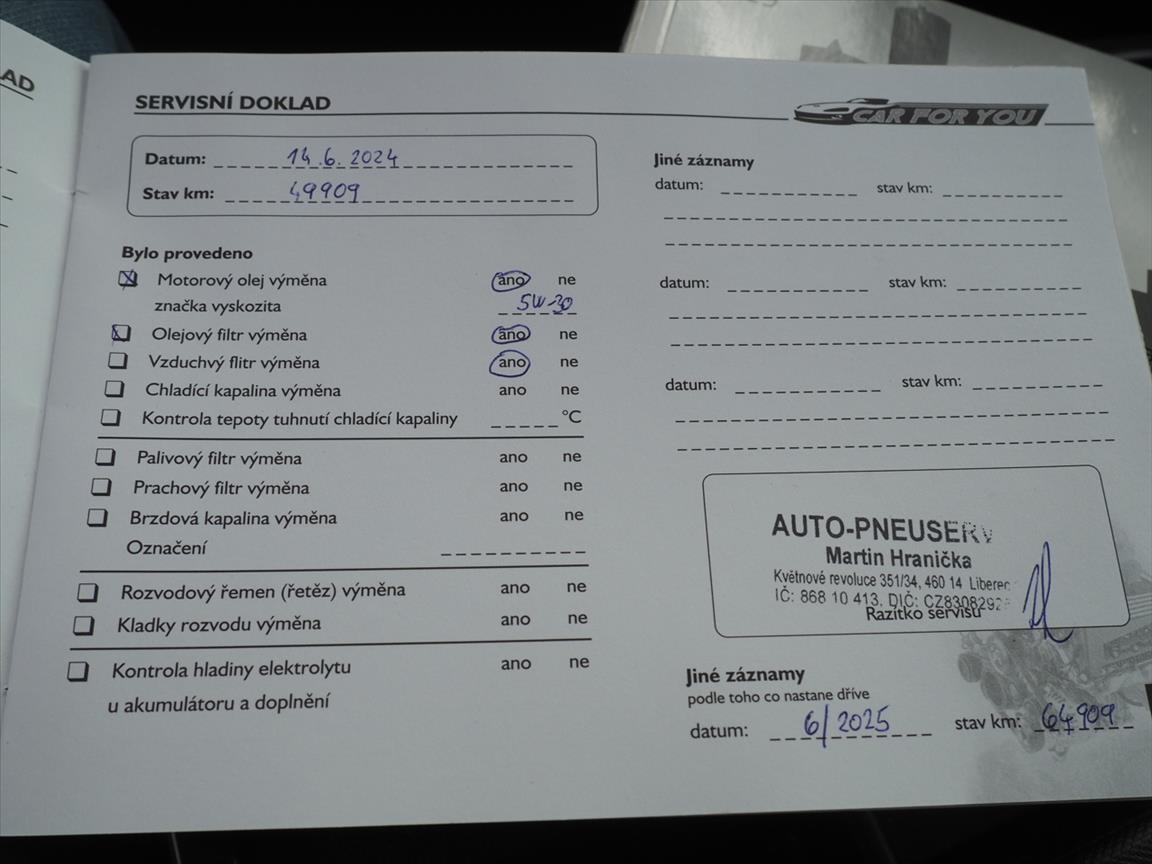 AD
SERVISNÍ DOKLAD
CAR FOR YOU
Datum: 14.6.2024
Stav km: 49909
Bylo provedeno
Motorový olej výměna ano ne
značka vyskozita 5W-30
Olejový filtr výměna ano ne
Vzduchvý flitr výměna ano ne
Chladící kapalina výměna ano ne
Kontrola tepoty tuhnutí chladící kapaliny °C
Palivový filtr výměna ano ne
Prachový filtr výměna ano ne
Brzdová kapalina výměna ano ne
Označení
Rozvodový řemen (řetěz) výměna ano ne
Kladky rozvodu výměna ano ne
Kontrola hladiny elektrolytu ano ne
u akumulátoru a doplnění
Jiné záznamy
datum: stav km:
datum: stav km:
datum: stav km:
AUTO-PNEUSERV
Martin Hranička
Květnové revoluce 351/34, 460 14 Liberec
IČ: 868 10 413, DIČ:
Razítko servisu
Jiné záznamy
podle toho co nastane dříve
datum: 6/2025 stav km: 64909